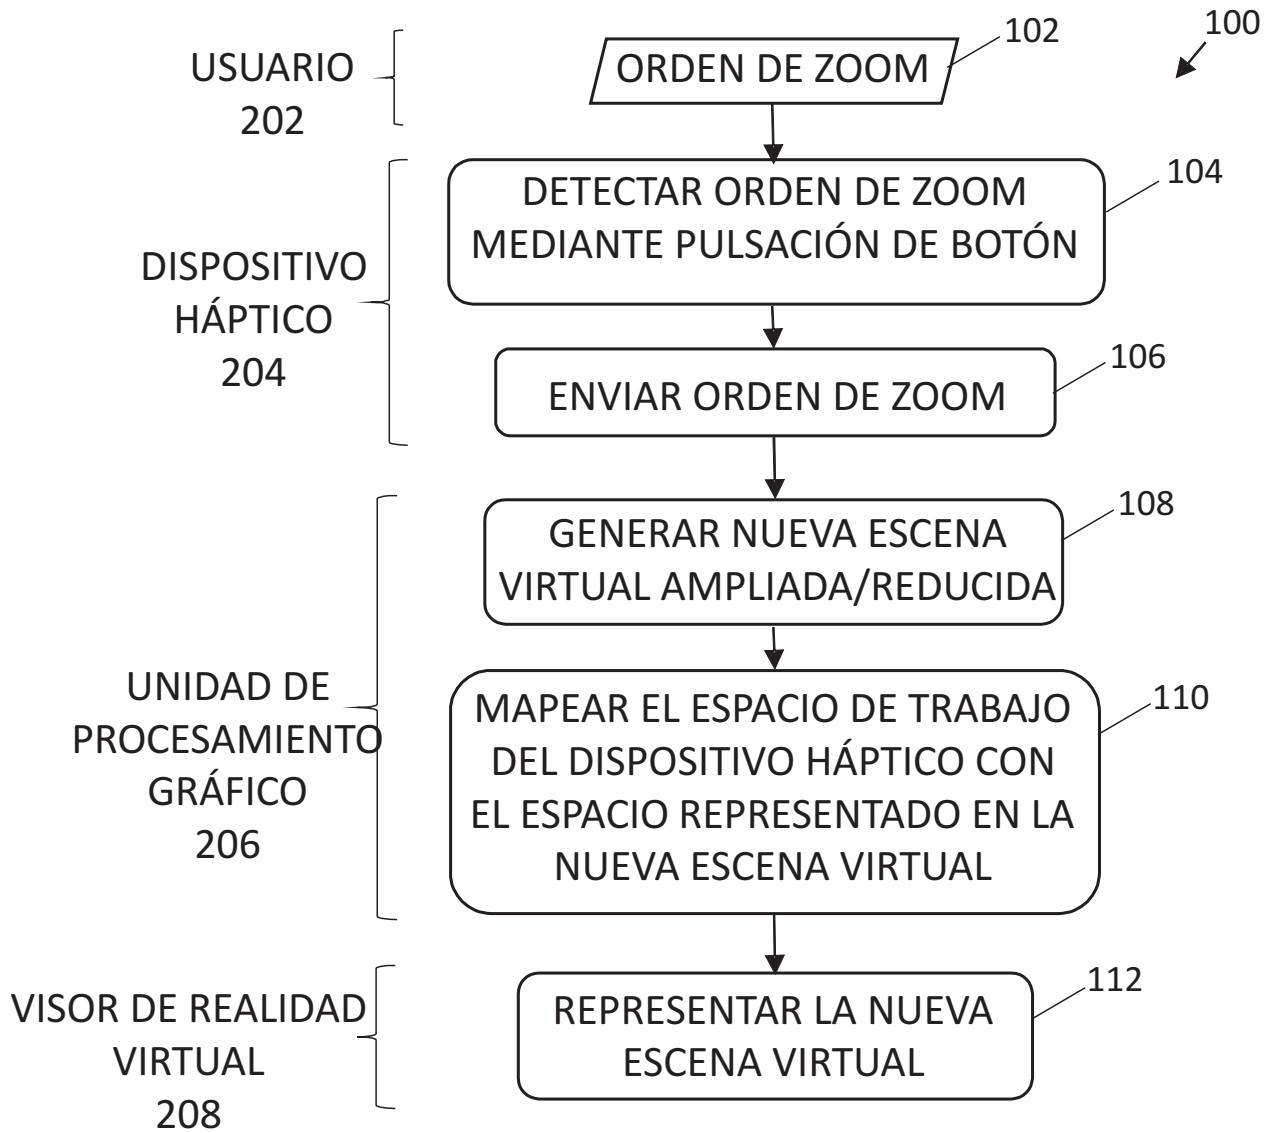 100
USUARIO
202
ORDEN DE ZOOM
102
DISPOSITIVO
HÁPTICO
204
DETECTAR ORDEN DE ZOOM
MEDIANTE PULSACIÓN DE BOTÓN
104
ENVIAR ORDEN DE ZOOM
106
UNIDAD DE
PROCESAMIENTO
GRÁFICO
206
GENERAR NUEVA ESCENA
VIRTUAL AMPLIADA/REDUCIDA
108
MAPEAR EL ESPACIO DE TRABAJO
DEL DISPOSITIVO HÁPTICO CON
EL ESPACIO REPRESENTADO EN LA
NUEVA ESCENA VIRTUAL
110
VISOR DE REALIDAD
VIRTUAL
208
REPRESENTAR LA NUEVA
ESCENA VIRTUAL
112